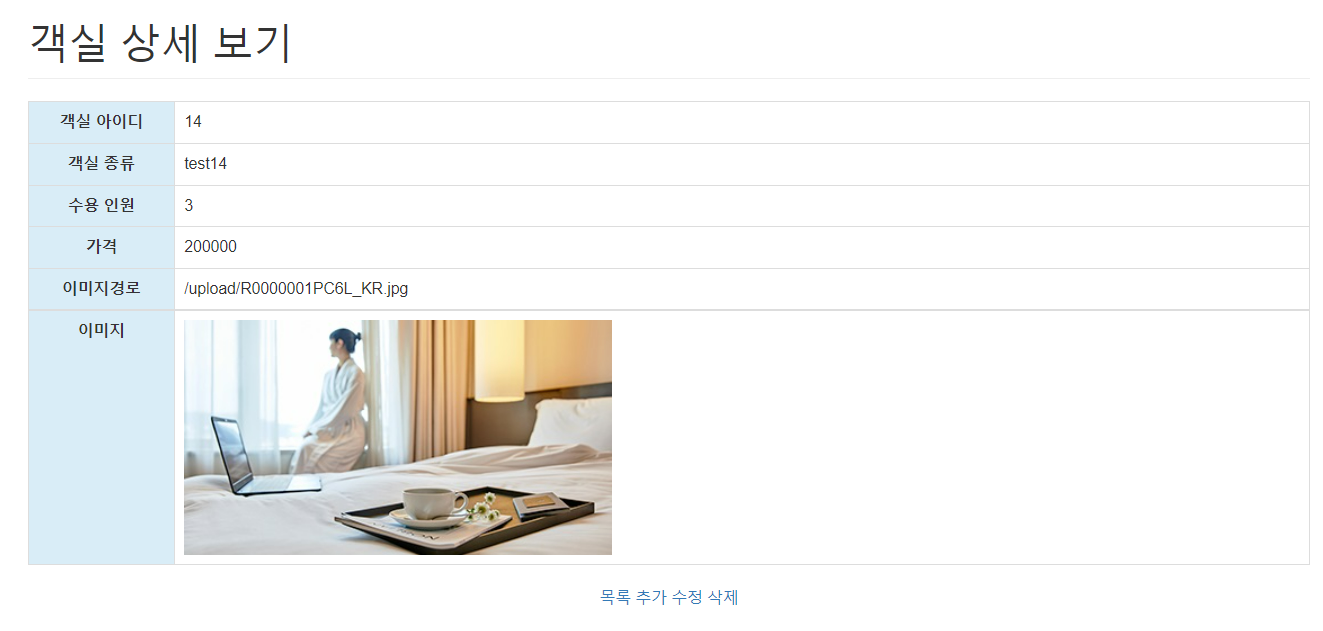 객실 상세 보기
객실 아이디 14
객실 종류 test14
수용 인원 3
가격 200000
이미지경로 /upload/R0000001PC6L_KR.jpg
이미지
목록 추가 수정 삭제